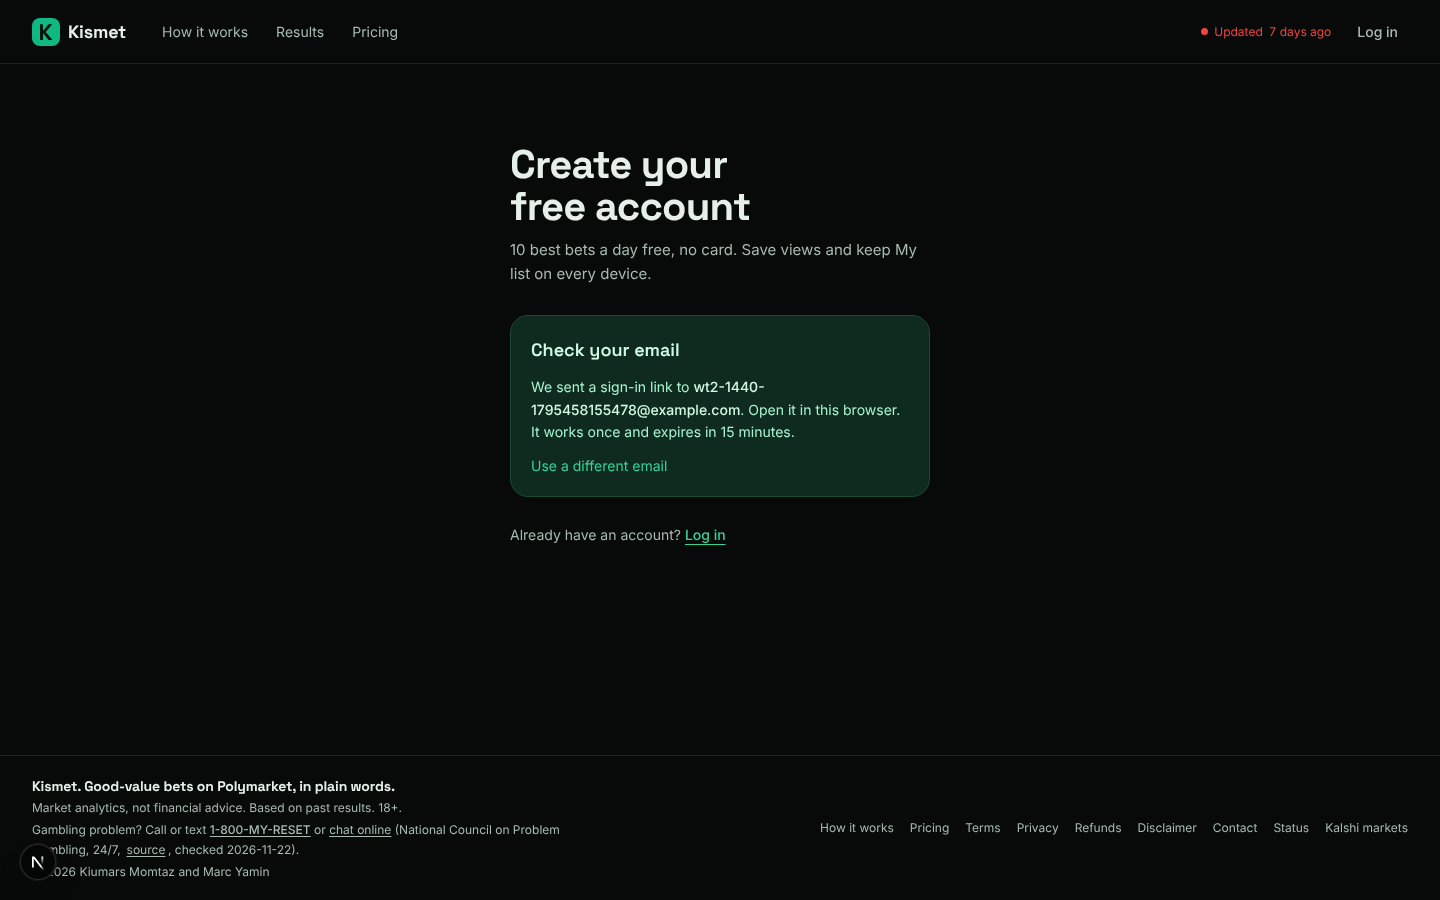 K Kismet How it works Results Pricing Updated 7 days ago Log in
Create your
free account
10 best bets a day free, no card. Save views and keep My
list on every device.
Check your email
We sent a sign-in link to wt2-1440-
1795458155478@example.com. Open it in this browser.
It works once and expires in 15 minutes.
Use a different email
Already have an account? Log in
Kismet. Good-value bets on Polymarket, in plain words.
Market analytics, not financial advice. Based on past results. 18+.
Gambling problem? Call or text 1-800-MY-RESET or chat online (National Council on Problem
mbling, 24/7, source , checked 2026-11-22).
N 026 Kiumars Momtaz and Marc Yamin
How it works Pricing Terms Privacy Refunds Disclaimer Contact Status Kalshi markets